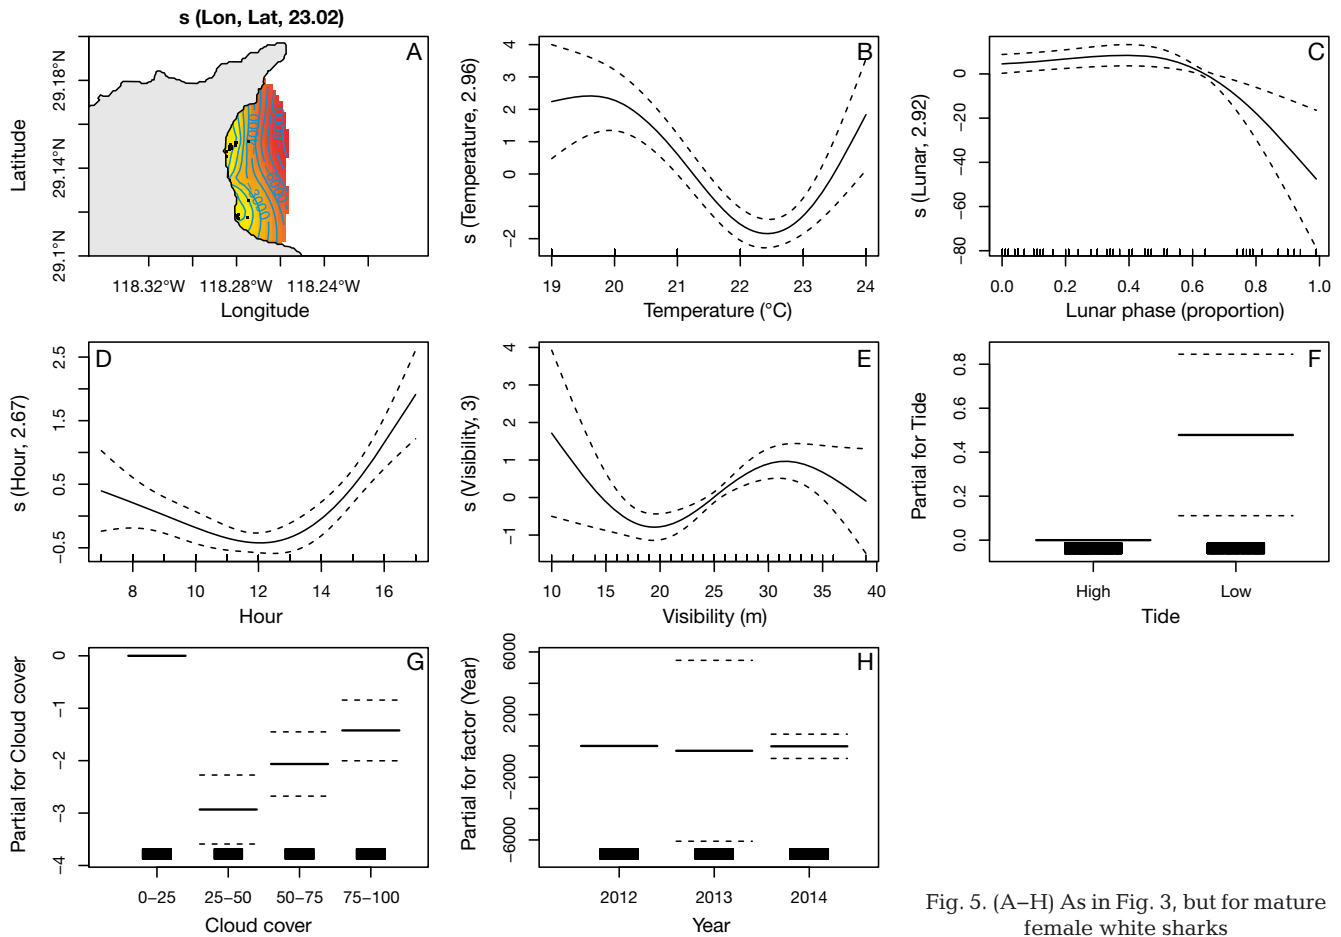 s (Lon, Lat, 23.02)
A
Latitude
29.18°N
29.14°N
29.1°N
118.32°W
118.28°W
118.24°W
Longitude
B
s (Temperature, 2.96)
4
3
2
1
0
−2
19
20
21
22
23
24
Temperature (°C)
C
s (Lunar, 2.92)
0
−20
−40
−60
−80
0.0
0.2
0.4
0.6
0.8
1.0
Lunar phase (proportion)
D
s (Hour, 2.67)
2.5
1.5
0.5
−0.5
8
10
12
14
16
Hour
E
s (Visibility, 3)
4
3
2
1
0
−1
10
15
20
25
30
35
40
Visibility (m)
F
Partial for Tide
0.8
0.6
0.4
0.2
0.0
High
Low
Tide
G
Partial for Cloud cover
0
−1
−2
−3
−4
0–25
25–50
50–75
75–100
Cloud cover
H
Partial for factor (Year)
6000
2000
−2000
−6000
2012
2013
2014
Year
Fig. 5. (A–H) As in Fig. 3, but for mature
female white sharks